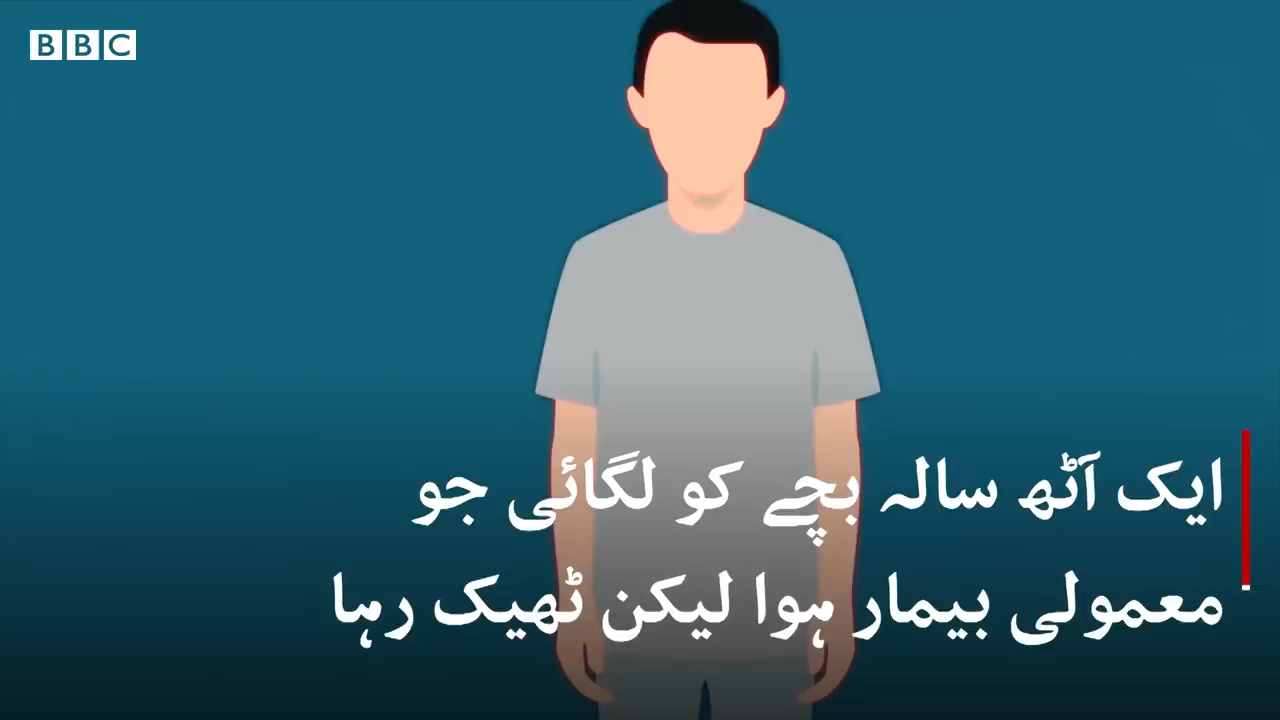 BBC
ایک آٹھ سالہ بچے کو لگائی جو
معمولی بیمار ہوا لیکن ٹھیک رہا